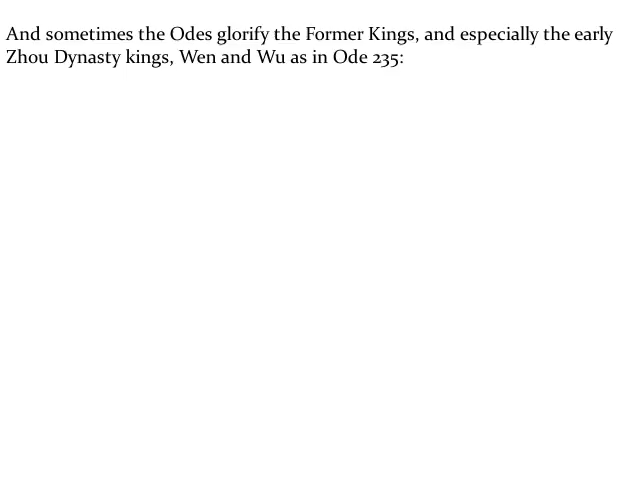 And sometimes the Odes glorify the Former Kings, and especially the early
Zhou Dynasty kings, Wen and Wu as in Ode 235: